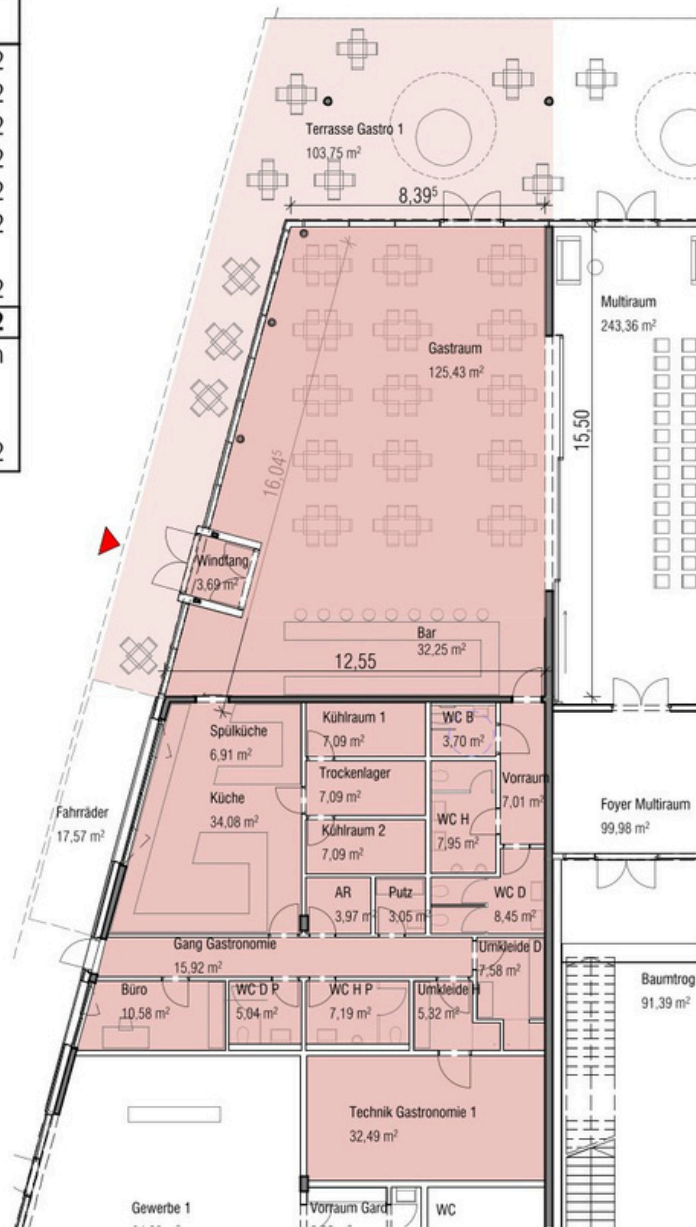 Terrasse Gastro 1
103,75 m²
8,39⁵
Multiraum
243,36 m²
Gastraum
125,43 m²
15,50
16,04⁵
Windfang
3,69 m²
Bar
32,25 m²
12,55
Spülküche
6,91 m²
Kühlraum 1
7,09 m²
WC B
3,70 m²
Trockenlager
7,09 m²
Vorraum
7,01 m²
Küche
34,08 m²
Fahrräder
17,57 m²
Kühlraum 2
7,09 m²
WC H
7,95 m²
Foyer Multiraum
99,98 m²
AR
3,97 m²
Putz
3,05 m²
WC D
8,45 m²
Gang Gastronomie
15,92 m²
Umkleide D
7,58 m²
Büro
10,58 m²
WC D P
5,04 m²
WC H P
7,19 m²
Umkleide H
5,32 m²
Baumtrog
91,39 m²
Technik Gastronomie 1
32,49 m²
Gewerbe 1
Vorraum Gard
WC